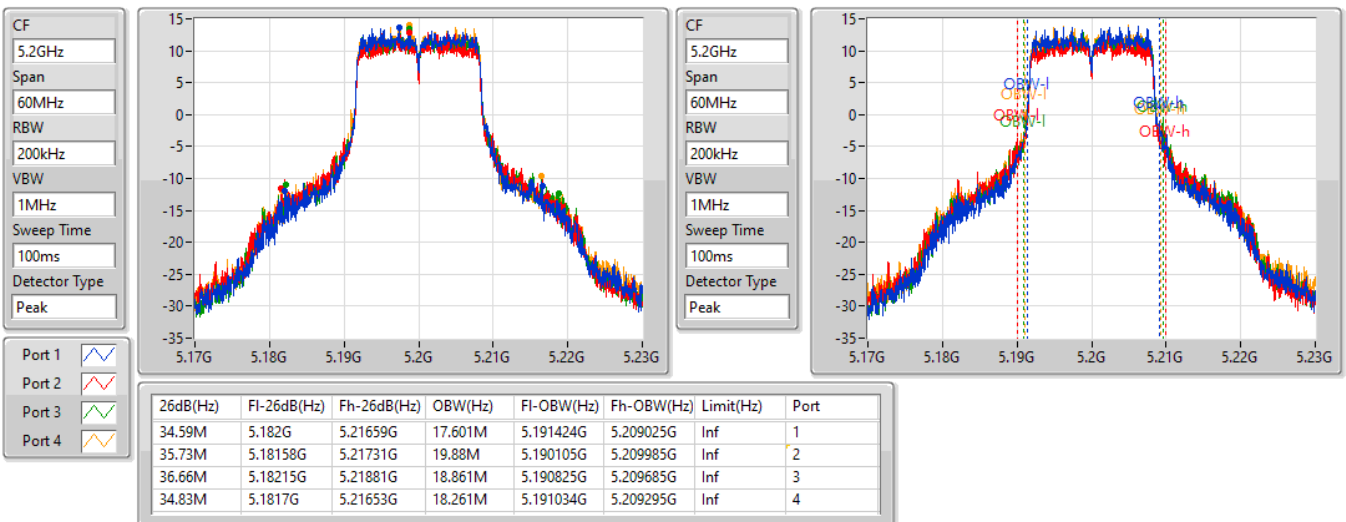 CF
5.2GHz
Span
60MHz
RBW
200kHz
VBW
1MHz
Sweep Time
100ms
Detector Type
Peak
15
10
5
0
-5
-10
-15
-20
-25
-30
-35
5.17G 5.18G 5.19G 5.2G 5.21G 5.22G 5.23G
CF
5.2GHz
Span
60MHz
RBW
200kHz
VBW
1MHz
Sweep Time
100ms
Detector Type
Peak
15
10
5
0
-5
-10
-15
-20
-25
-30
-35
OBW-l
OBW-l
OBW-l
OBW-l
OBW-h
OBW-h
OBW-h
OBW-h
5.17G 5.18G 5.19G 5.2G 5.21G 5.22G 5.23G
Port 1
Port 2
Port 3
Port 4
26dB(Hz) Fl-26dB(Hz) Fh-26dB(Hz) OBW(Hz) Fl-OBW(Hz) Fh-OBW(Hz) Limit(Hz) Port
34.59M 5.182G 5.21659G 17.601M 5.191424G 5.209025G Inf 1
35.73M 5.18158G 5.21731G 19.88M 5.190105G 5.209985G Inf 2
36.66M 5.18215G 5.21881G 18.861M 5.190825G 5.209685G Inf 3
34.83M 5.1817G 5.21653G 18.261M 5.191034G 5.209295G Inf 4